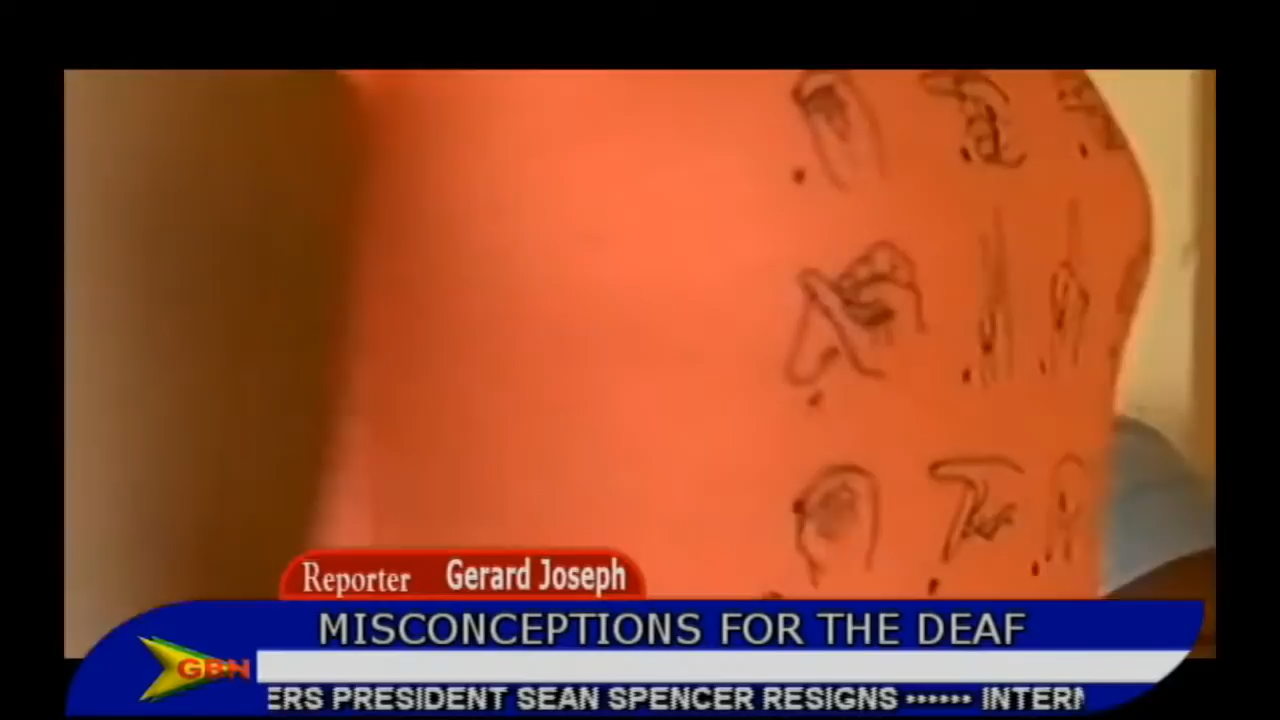 Reporter Gerard Joseph
MISCONCEPTIONS FOR THE DEAF
GBN
ERS PRESIDENT SEAN SPENCER RESIGNS ****** INTERN